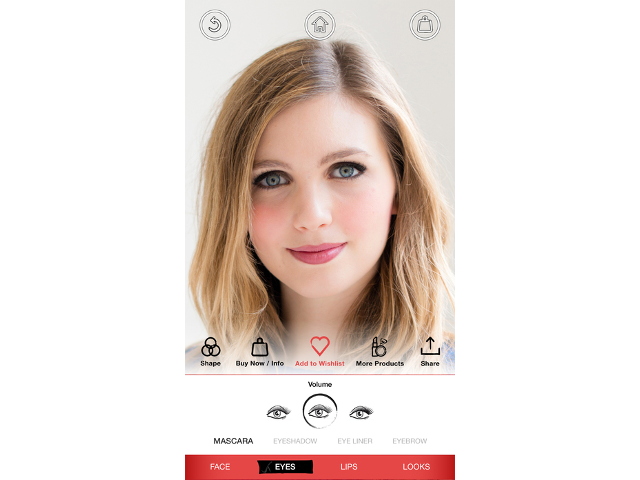 Shape Buy Now / Info Add to Wishlist More Products Share
Volume
MASCARA EYESHADOW EYE LINER EYEBROW
FACE EYES LIPS LOOKS